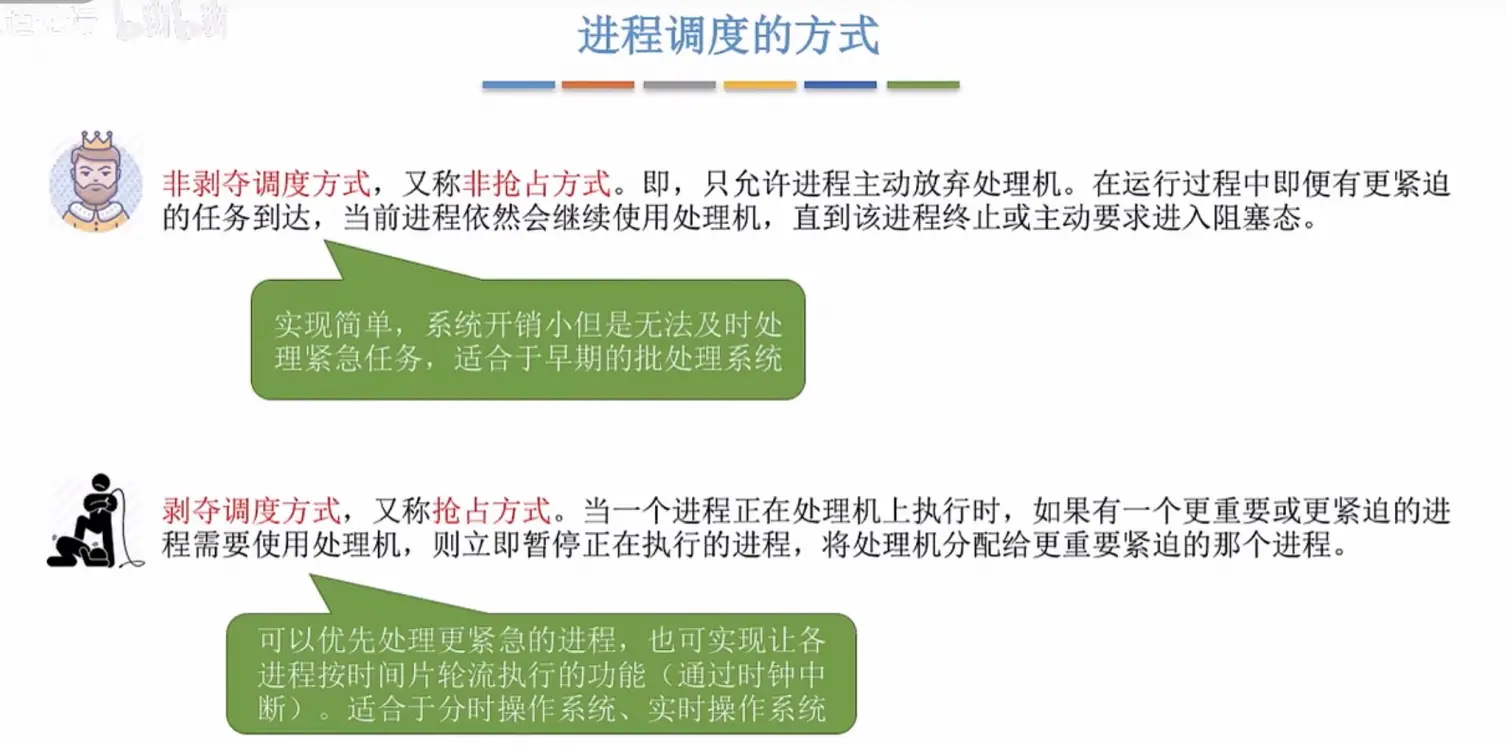 进程调度的方式
非剥夺调度方式，又称非抢占方式。即，只允许进程主动放弃处理机。在运行过程中即便有更紧迫
的任务到达，当前进程依然会继续使用处理机，直到该进程终止或主动要求进入阻塞态。
实现简单，系统开销小但是无法及时处
理紧急任务，适合于早期的批处理系统
剥夺调度方式，又称抢占方式。当一个进程正在处理机上执行时，如果有一个更重要或更紧迫的进
程需要使用处理机，则立即暂停正在执行的进程，将处理机分配给更重要紧迫的那个进程。
可以优先处理更紧急的进程，也可实现让各
进程按时间片轮流执行的功能（通过时钟中
断）。适合于分时操作系统、实时操作系统